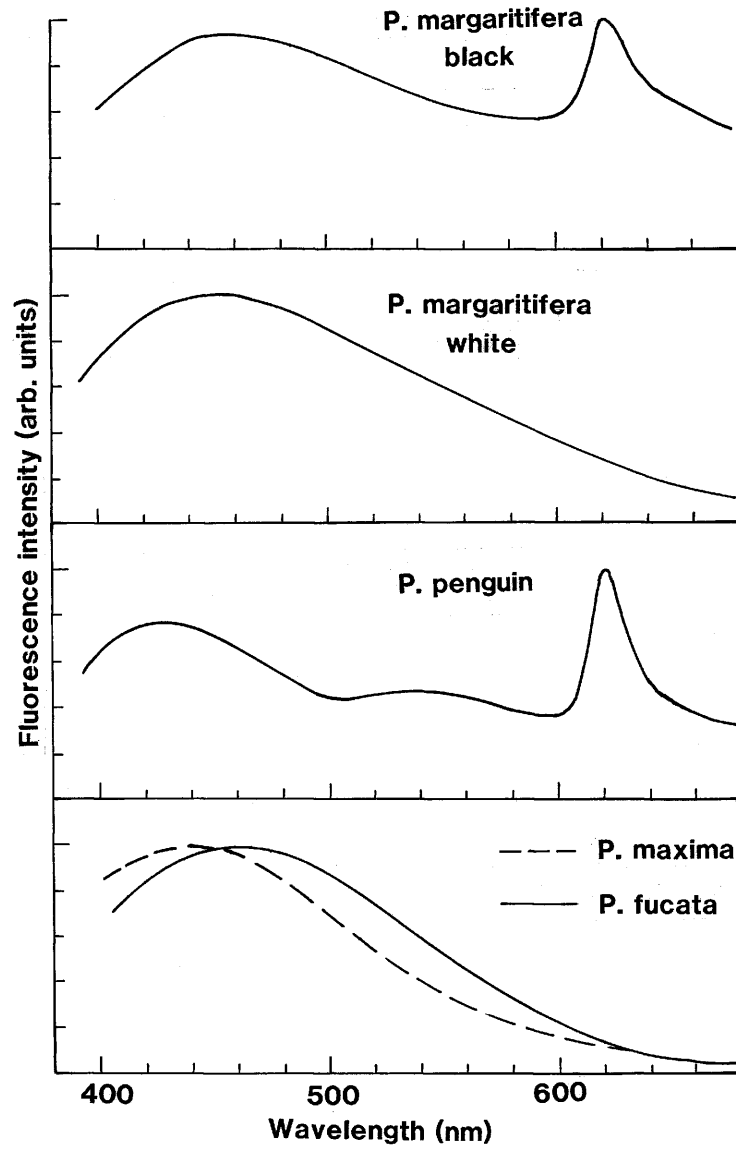 P. margaritifera
black
P. margaritifera
white
P. penguin
P. maxima
P. fucata
Fluorescence intensity (arb. units)
400 500 600
Wavelength (nm)